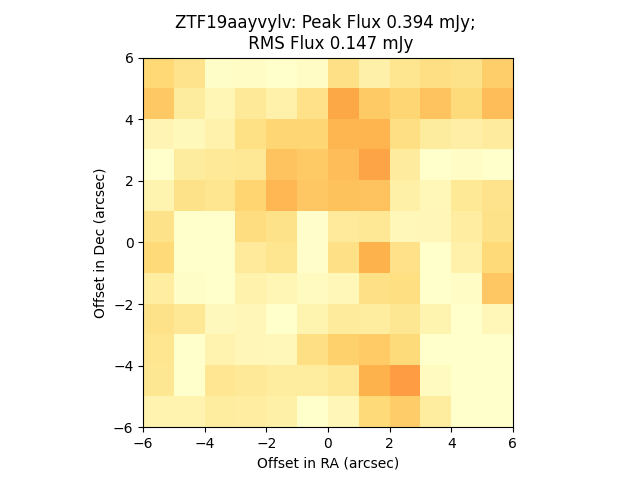 ZTF19aayvylv: Peak Flux 0.394 mJy;
RMS Flux 0.147 mJy
6
4
2
0
−2
−4
−6
Offset in Dec (arcsec)
−6 −4 −2 0 2 4 6
Offset in RA (arcsec)